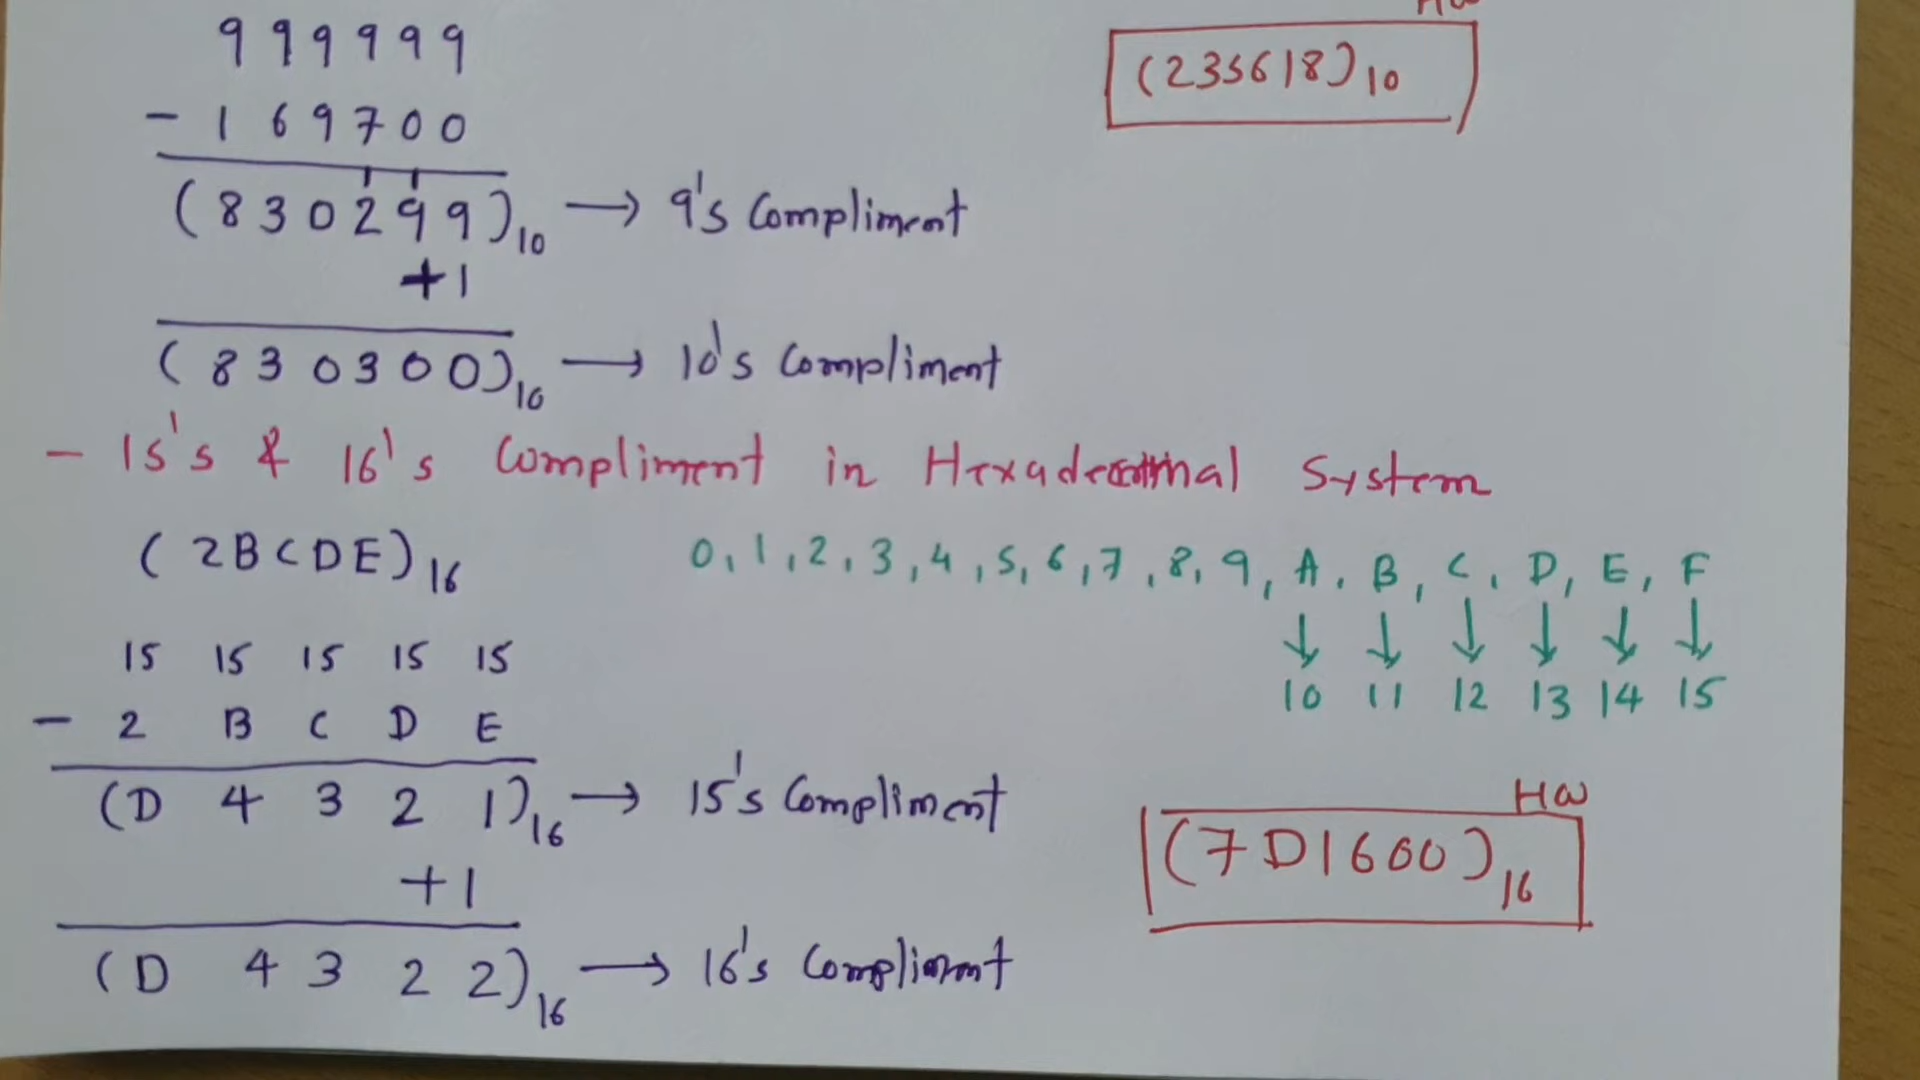 999999
- 169700
(830299)10 → 9's Compliment
+1
(830300)10 → 10's Compliment
HW
(235618)10
- 15's & 16's Compliment in Hexadecimal System
(2BCDE)16
0, 1, 2, 3, 4, 5, 6, 7, 8, 9, A, B, C, D, E, F
↓ ↓ ↓ ↓ ↓ ↓
10 11 12 13 14 15
15 15 15 15 15
- 2 B C D E
(D 4 3 2 1)16 → 15's Compliment
+1
(D 4 3 2 2)16 → 16's Compliment
HW
(7D1600)16